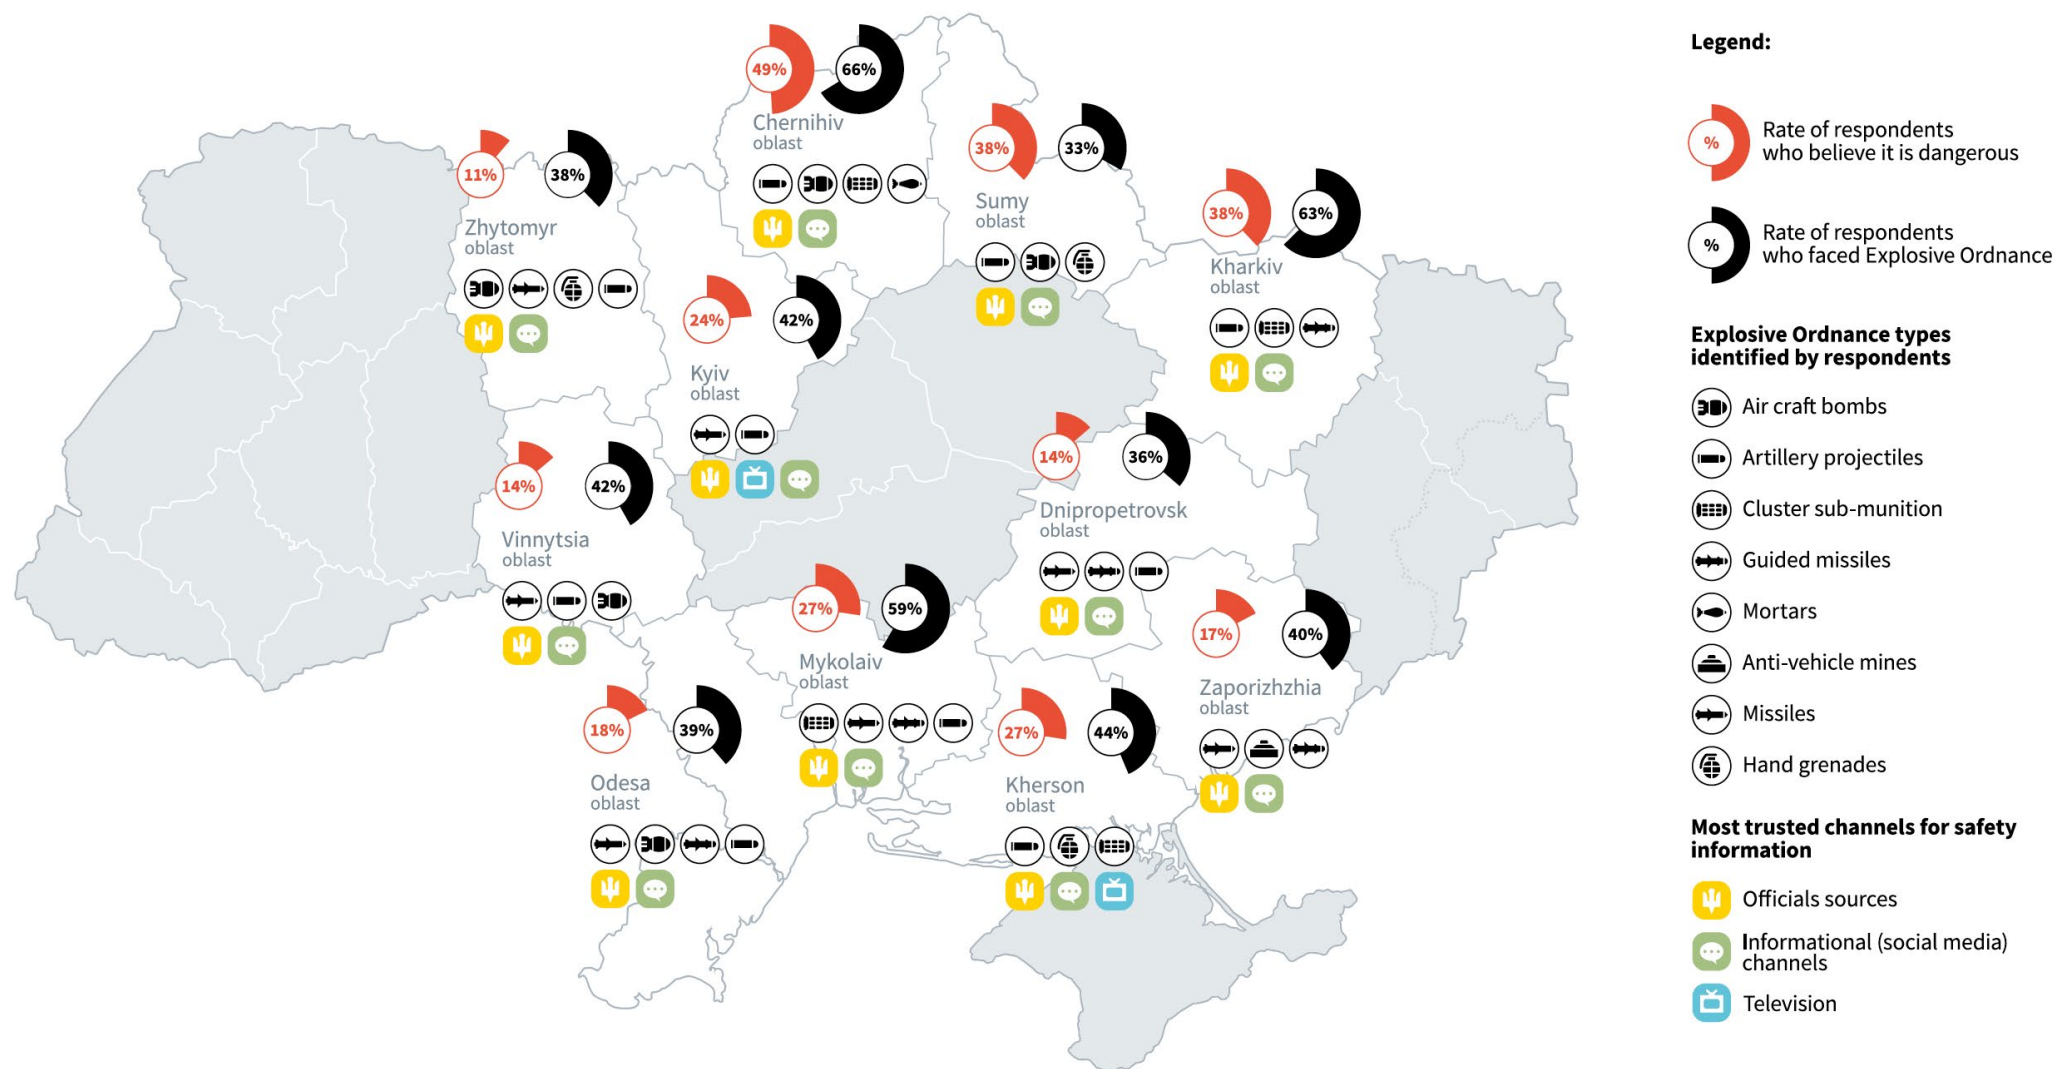 49%
66%
Chernihiv
oblast
38%
33%
Sumy
oblast
11%
38%
Zhytomyr
oblast
38%
63%
Kharkiv
oblast
24%
42%
Kyiv
oblast
14%
36%
Dnipropetrovsk
oblast
14%
42%
Vinnytsia
oblast
27%
59%
Mykolaiv
oblast
17%
40%
Zaporizhzhia
oblast
18%
39%
Odesa
oblast
27%
44%
Kherson
oblast
Legend:
%
Rate of respondents
who believe it is dangerous
%
Rate of respondents
who faced Explosive Ordnance
Explosive Ordnance types
identified by respondents
Air craft bombs
Artillery projectiles
Cluster sub-munition
Guided missiles
Mortars
Anti-vehicle mines
Missiles
Hand grenades
Most trusted channels for safety
information
Officials sources
Informational (social media)
channels
Television